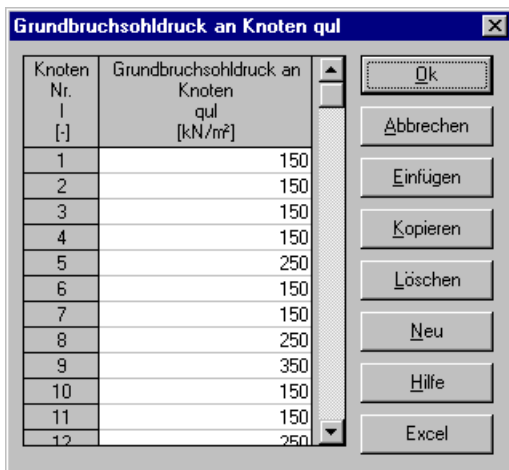 Grundbruchsohldruck an Knoten qul
Knoten Grundbruchsohldruck an
Nr. Knoten
I qul
[-] [kN/m²]
1 150
2 150
3 150
4 150
5 250
6 150
7 150
8 250
9 350
10 150
11 150
12 250
Ok
Abbrechen
Einfügen
Kopieren
Löschen
Neu
Hilfe
Excel